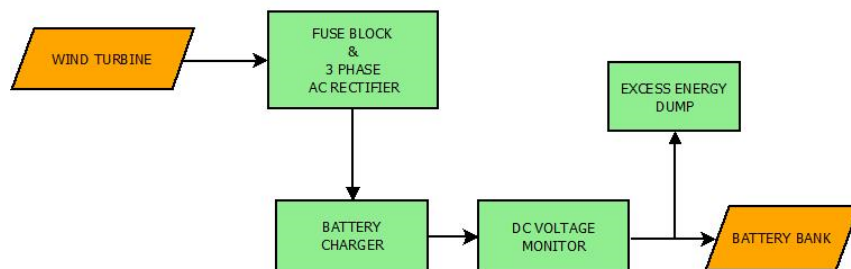 WIND TURBINE
FUSE BLOCK
&
3 PHASE
AC RECTIFIER
EXCESS ENERGY
DUMP
BATTERY
CHARGER
DC VOLTAGE
MONITOR
BATTERY BANK